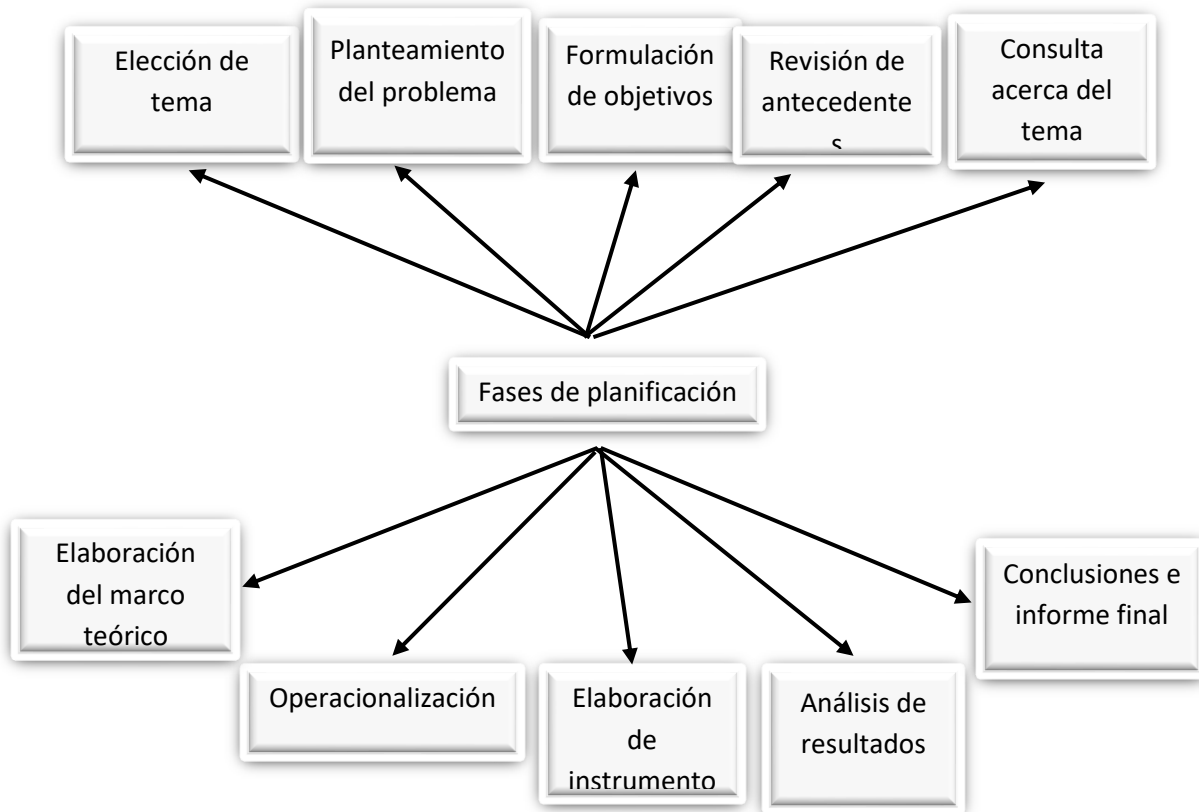 Elección de
tema
Planteamiento
del problema
Formulación
de objetivos
Revisión de
antecedente
s
Consulta
acerca del
tema
Fases de planificación
Elaboración
del marco
teórico
Operacionalización
Elaboración
de
instrumento
Análisis de
resultados
Conclusiones e
informe final